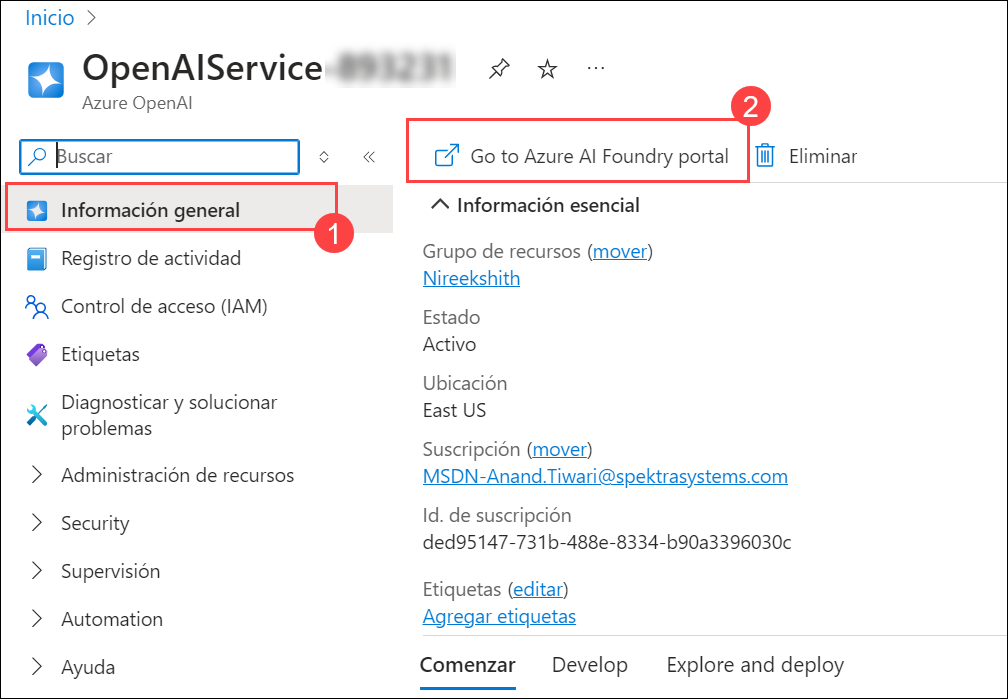 Inicio
OpenAIService
Azure OpenAI
Buscar
Información general
1
Registro de actividad
Control de acceso (IAM)
Etiquetas
Diagnosticar y solucionar
problemas
Administración de recursos
Security
Supervisión
Automation
Ayuda
2
Go to Azure AI Foundry portal
Eliminar
Información esencial
Grupo de recursos (mover)
Nireekshith
Estado
Activo
Ubicación
East US
Suscripción (mover)
MSDN-Anand.Tiwari@spektrasystems.com
Id. de suscripción
ded95147-731b-488e-8334-b90a3396030c
Etiquetas (editar)
Agregar etiquetas
Comenzar Develop Explore and deploy